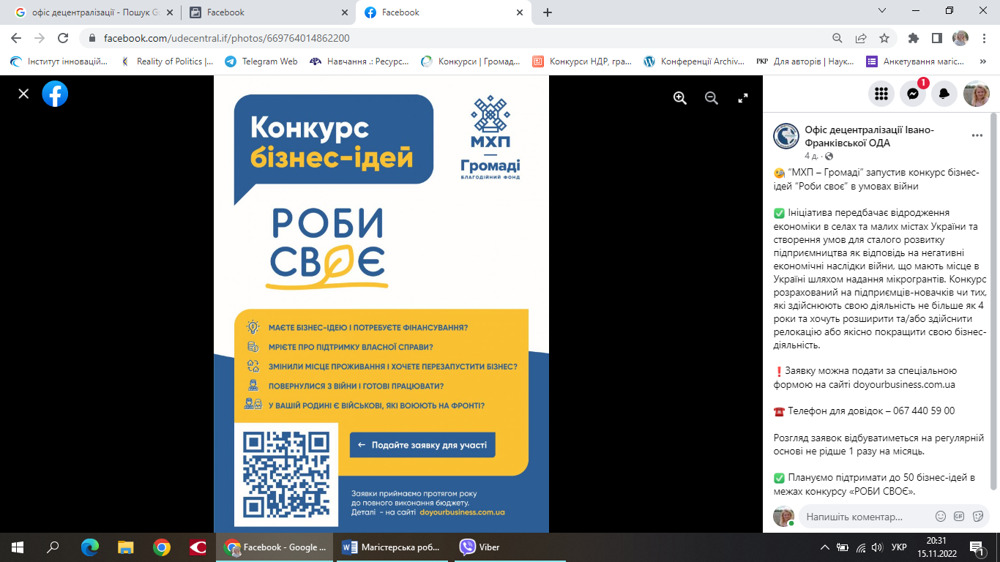 офіс децентралізації - Пошук G
Facebook
Facebook
facebook.com/udecentral.if/photos/669764014862200
Інститут інновацій...
Reality of Politics |...
Telegram Web
Навчання .: Ресурс...
Конкурси | Громад...
Конкурси НДР, гра...
Конференції Archiv...
РКР Для авторів | Наук...
Анкетування магіс...
»
Конкурс
бізнес-ідей
МХП
Громаді
БЛАГОДІЙНИЙ ФОНД
РОБИ
СВОЄ
МАЄТЕ БІЗНЕС-ІДЕЮ І ПОТРЕБУЄТЕ ФІНАНСУВАННЯ?
МРІЄТЕ ПРО ПІДТРИМКУ ВЛАСНОЇ СПРАВИ?
ЗМІНИЛИ МІСЦЕ ПРОЖИВАННЯ І ХОЧЕТЕ ПЕРЕЗАПУСТИТИ БІЗНЕС?
ПОВЕРНУЛИСЯ З ВІЙНИ І ГОТОВІ ПРАЦЮВАТИ?
У ВАШІЙ РОДИНІ Є ВІЙСЬКОВІ, ЯКІ ВОЮЮТЬ НА ФРОНТІ?
← Подайте заявку для участі
Заявки приймаємо протягом року
до повного виконання бюджету.
Деталі - на сайті doyourbusiness.com.ua
1
Офіс децентралізації Івано-
Франківської ОДА
4 д. ·
🧐 “МХП – Громаді” запустив конкурс бізнес-
ідей “Роби своє” в умовах війни
✅ Ініціатива передбачає відродження
економіки в селах та малих містах України та
створення умов для сталого розвитку
підприємництва як відповідь на негативні
економічні наслідки війни, що мають місце в
Україні шляхом надання мікрогрантів. Конкурс
розрахований на підприємців-новачків чи тих,
які здійснюють свою діяльність не більше як 4
роки та хочуть розширити та/або здійснити
релокацію або якісно покращити свою бізнес-
діяльність.
❗Заявку можна подати за спеціальною
формою на сайті doyourbusiness.com.ua
☎️ Телефон для довідок – 067 440 59 00
Розгляд заявок відбуватиметься на регулярній
основі не рідше 1 разу на місяць.
✅ Плануємо підтримати до 50 бізнес-ідей в
межах конкурсу «РОБИ СВОЄ».
Напишіть коментар...
GIF
Facebook - Google ...
Магістерська роб...
Viber
УКР
20:31
15.11.2022
1